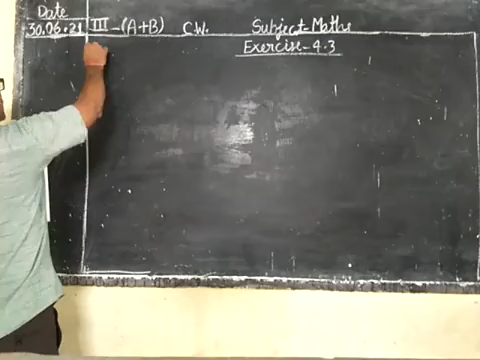 Date
30.06.21 III - (A+B) C.W. Subject-Maths
Exercise-4.3